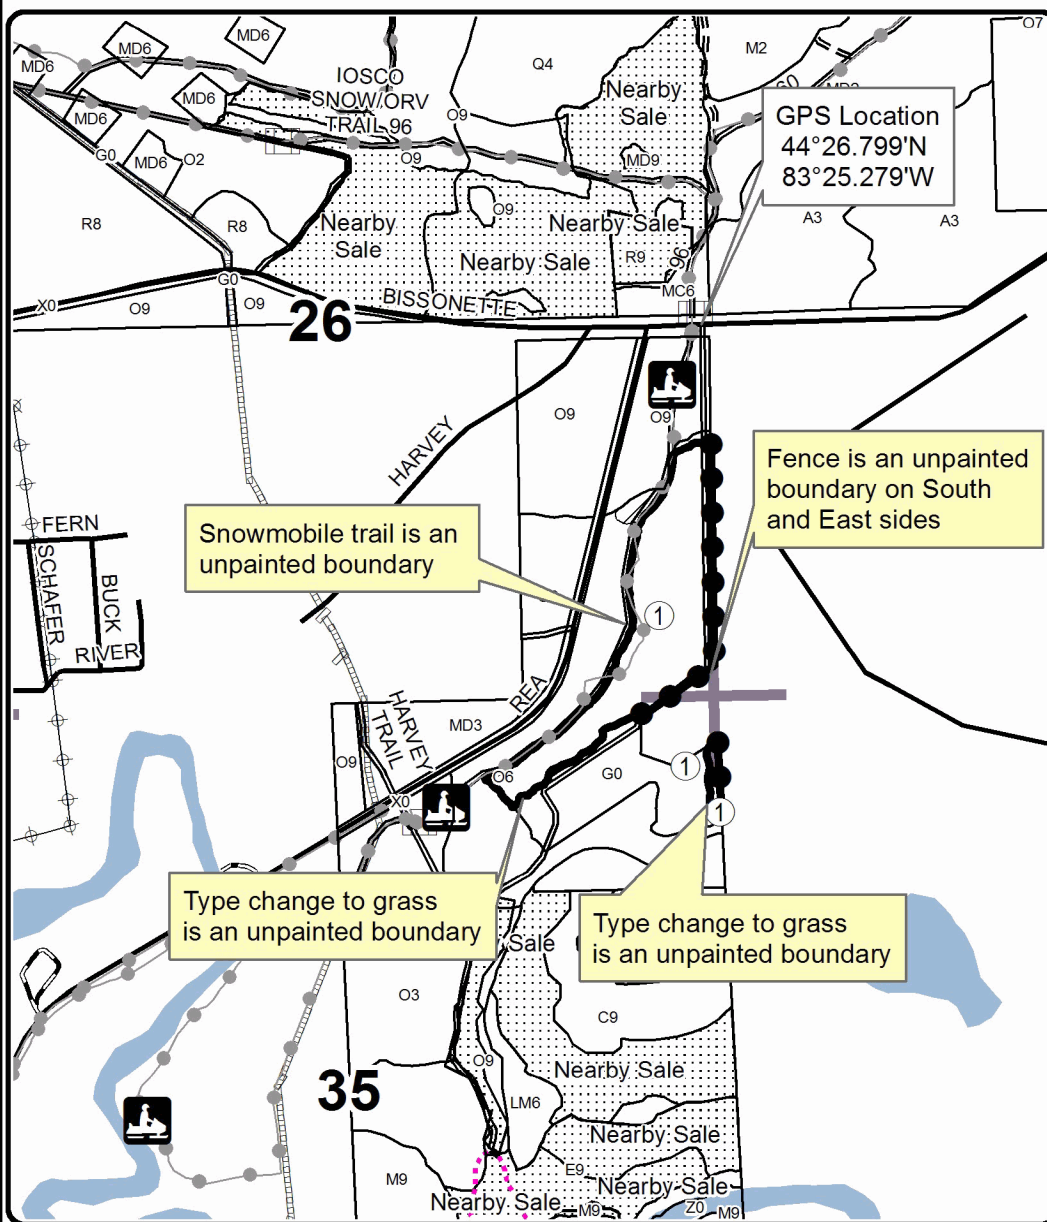 MD6
MD6
MD6
MD6
MD6
MD6
IOSCO
SNOW/ORV
TRAIL 96
Q4
M2
O7
Nearby
Sale
O9
O9
MD9
G0
O2
R8
R8
G0
GPS Location
44°26.799'N
83°25.279'W
A3
A3
Nearby
Sale
O9
Nearby Sale
Nearby Sale
R9
96
MC6
X0
O9
O9
26
BISSONETTE
O9
O9
HARVEY
Fence is an unpainted
boundary on South
and East sides
Snowmobile trail is an
unpainted boundary
FERN
SCHAFER
BUCK
RIVER
1
REA
HARVEY
TRAIL
MD3
O9
X0
O6
G0
1
1
Type change to grass
is an unpainted boundary
Type change to grass
is an unpainted boundary
Sale
O3
C9
O9
Nearby Sale
35
LM6
Nearby Sale
E9
M9
Nearby Sale
Nearby Sale
M9
Z0
M9